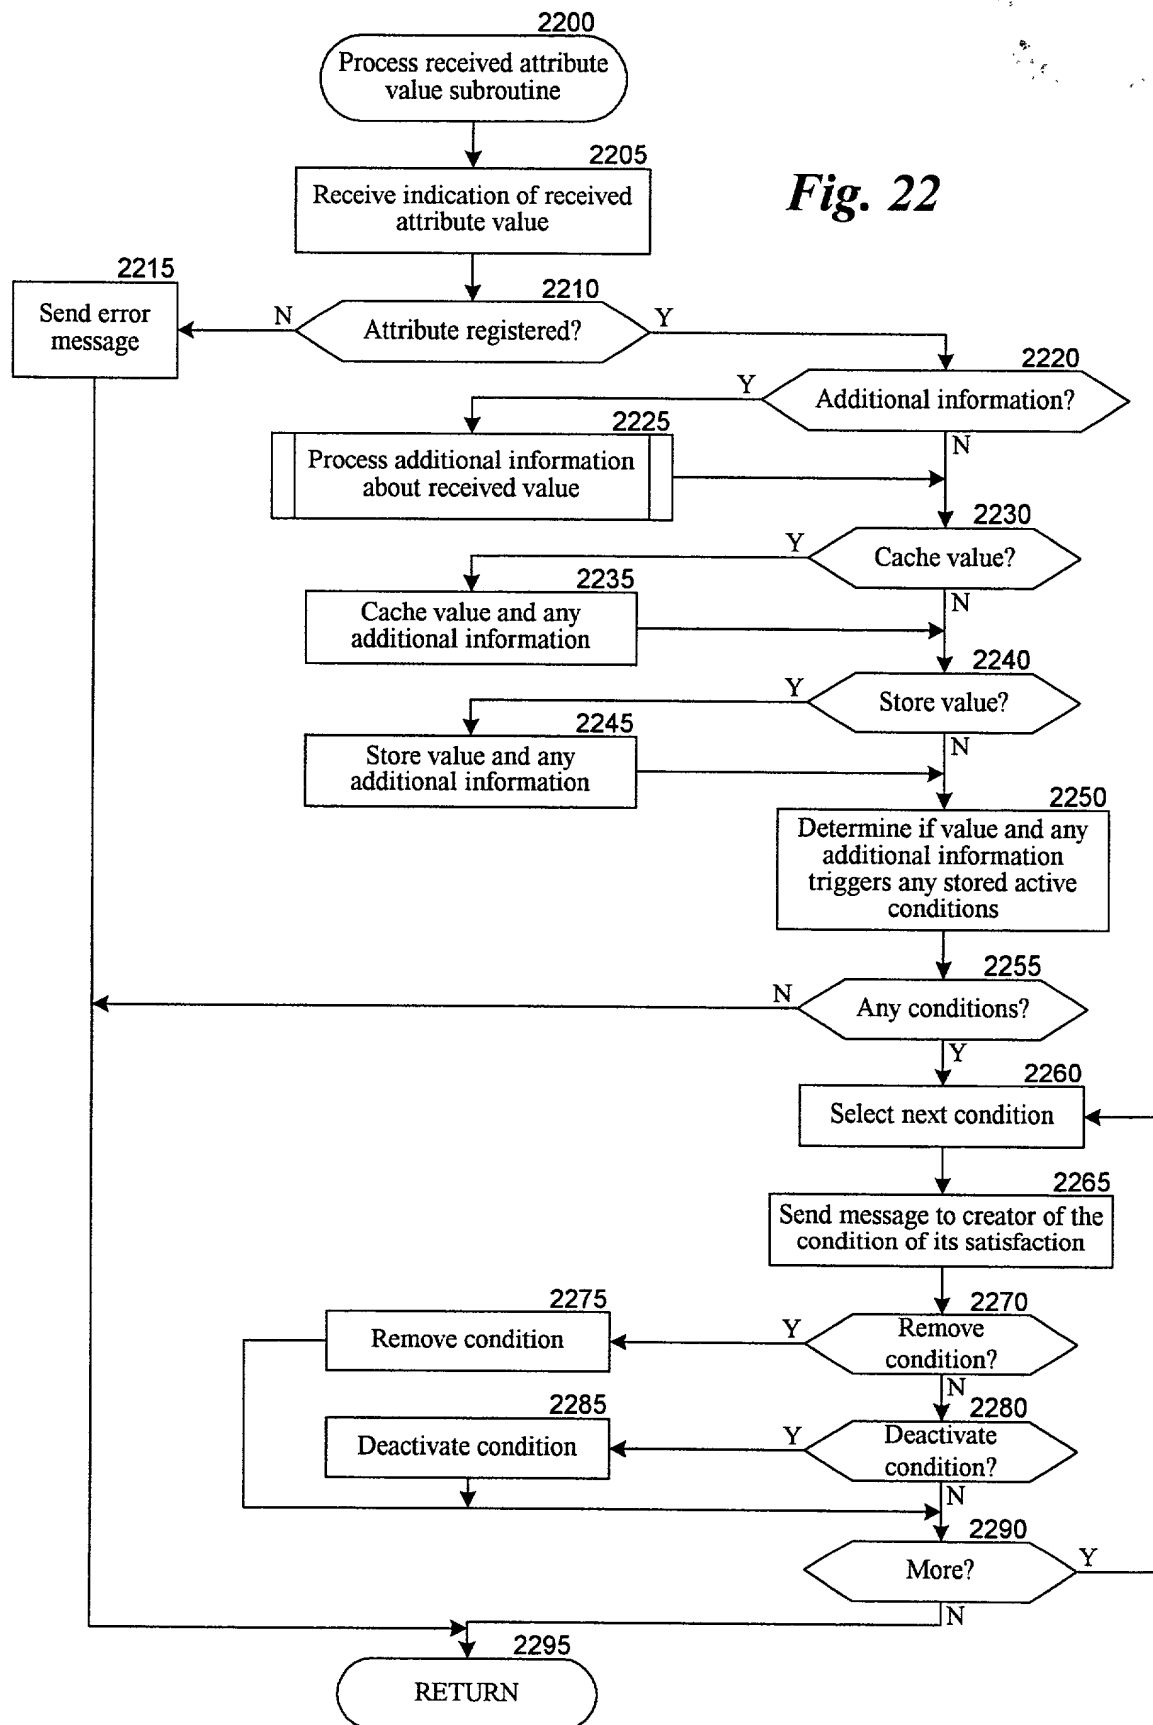 2200
Process received attribute
value subroutine
2205
Receive indication of received
attribute value
Fig. 22
2215
Send error
message
N
2210
Attribute registered?
Y
2220
Additional information?
Y
N
2225
Process additional information
about received value
2230
Cache value?
Y
N
2235
Cache value and any
additional information
2240
Store value?
Y
N
2245
Store value and any
additional information
2250
Determine if value and any
additional information
triggers any stored active
conditions
2255
Any conditions?
N
Y
2260
Select next condition
2265
Send message to creator of the
condition of its satisfaction
2270
Remove
condition?
Y
N
2275
Remove condition
2280
Deactivate
condition?
Y
N
2285
Deactivate condition
2290
More?
Y
N
2295
RETURN